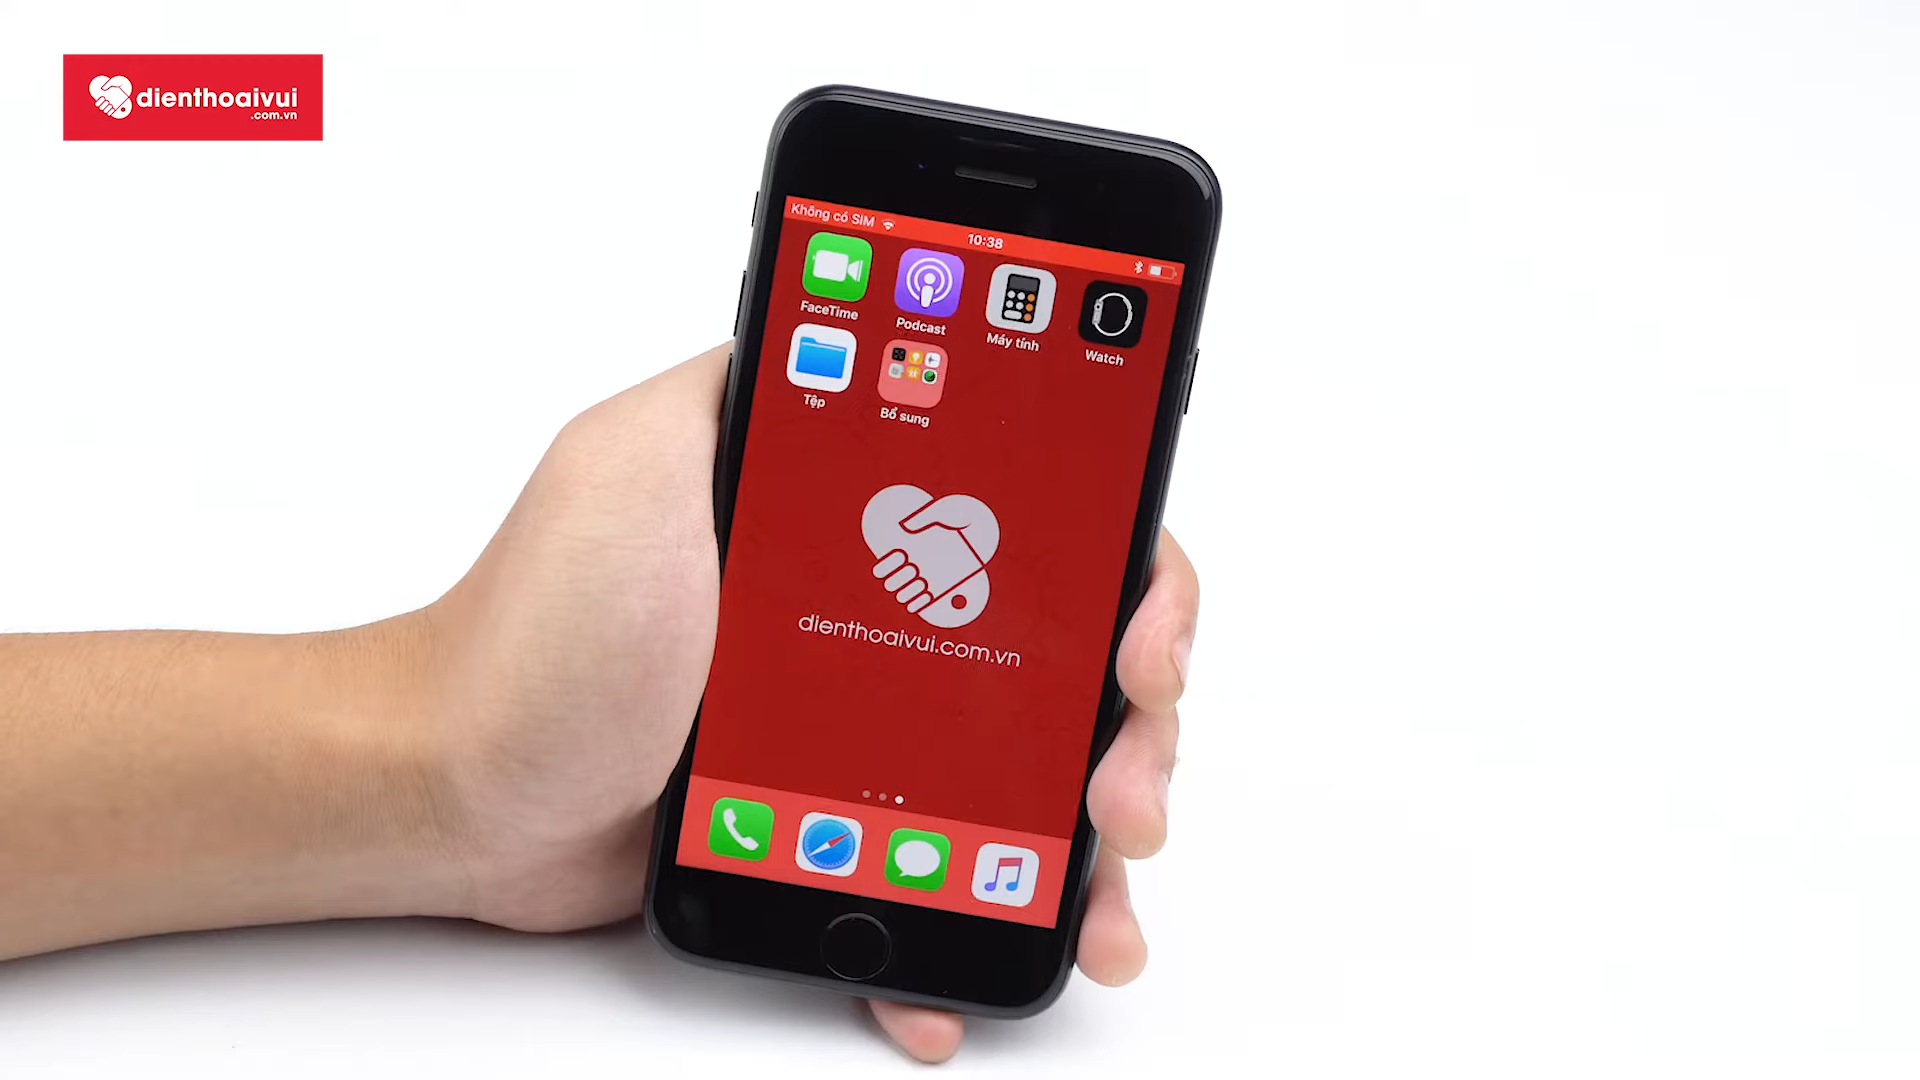 dienthoaivui
.com.vn
Không có SIM
10:38
FaceTime
Podcast
Máy tính
Watch
Tệp
Bổ sung
dienthoaivui.com.vn